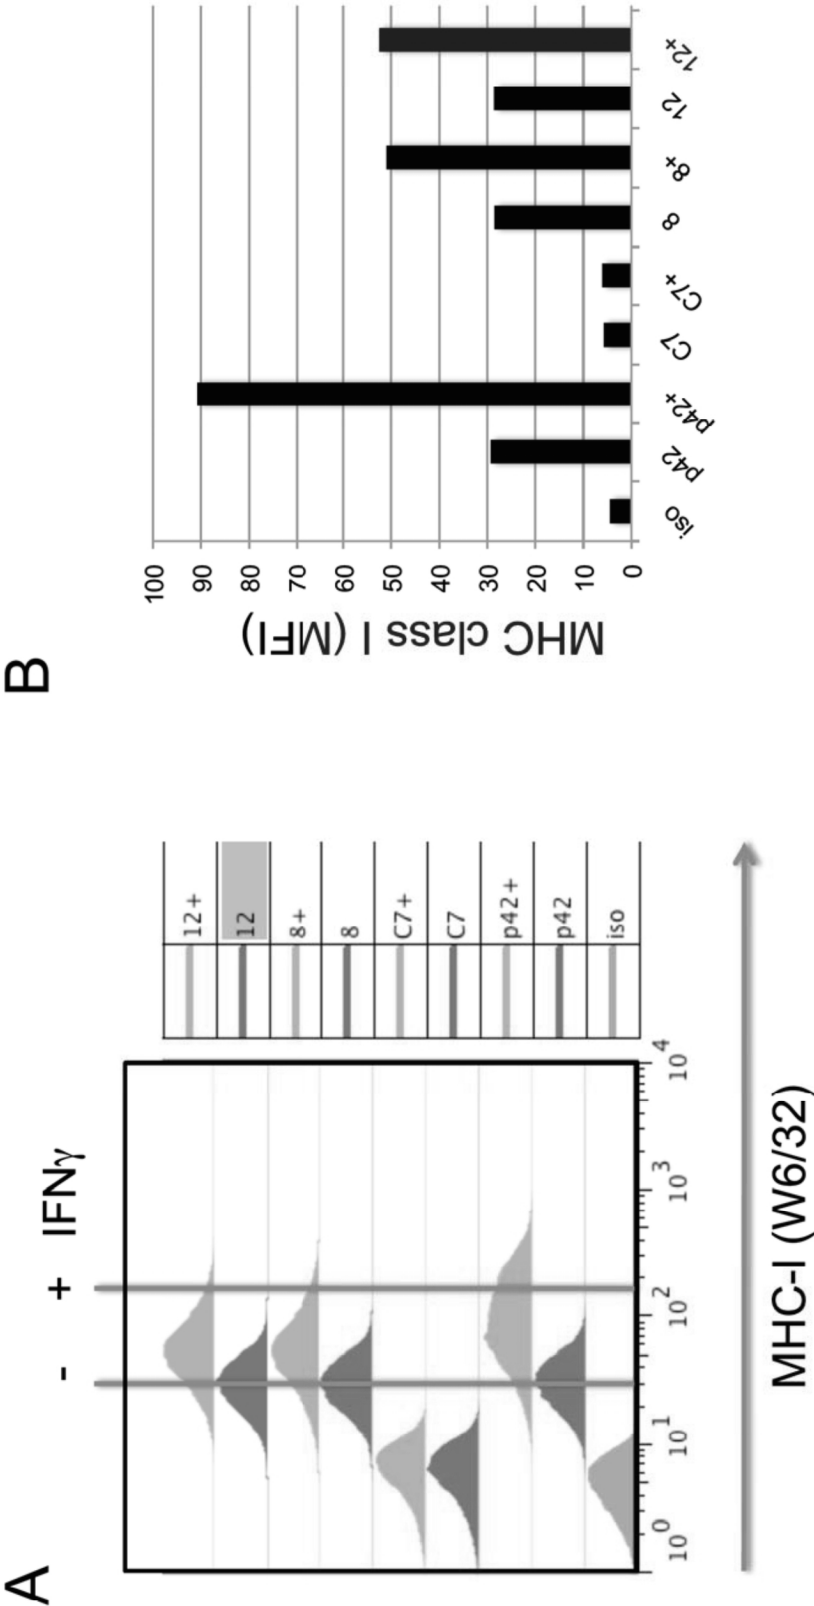 A
- + IFNγ
12+
12
8+
8
C7+
C7
p42+
p42
iso
10^0 10^1 10^2 10^3 10^4
MHC-I (W6/32)
B
MHC class I (MFI)
100
90
80
70
60
50
40
30
20
10
0
iso p42 p42+ C7 C7+ 8 8+ 12 12+